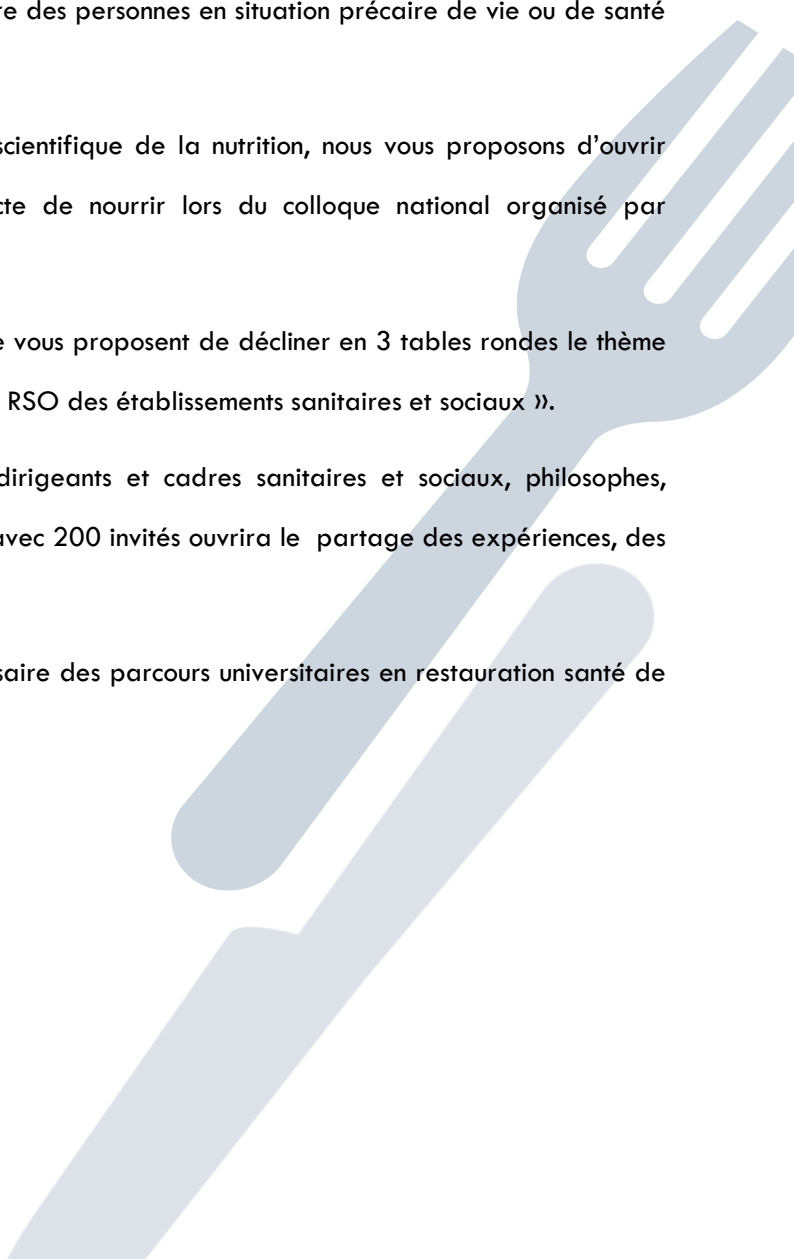 des personnes en situation précaire de vie ou de santé
scientifique de la nutrition, nous vous proposons d’ouvrir
de nourrir lors du colloque national organisé par
vous proposent de décliner en 3 tables rondes le thème
RSO des établissements sanitaires et sociaux ».
dirigeants et cadres sanitaires et sociaux, philosophes,
avec 200 invités ouvrira le partage des expériences, des
des parcours universitaires en restauration santé de